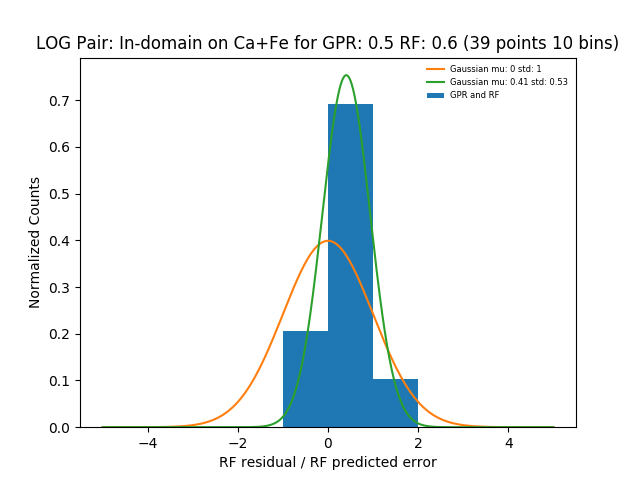 LOG Pair: In-domain on Ca+Fe for GPR: 0.5 RF: 0.6 (39 points 10 bins)
Gaussian mu: 0 std: 1
Gaussian mu: 0.41 std: 0.53
GPR and RF
Normalized Counts
0.7
0.6
0.5
0.4
0.3
0.2
0.1
0.0
−4 −2 0 2 4
RF residual / RF predicted error